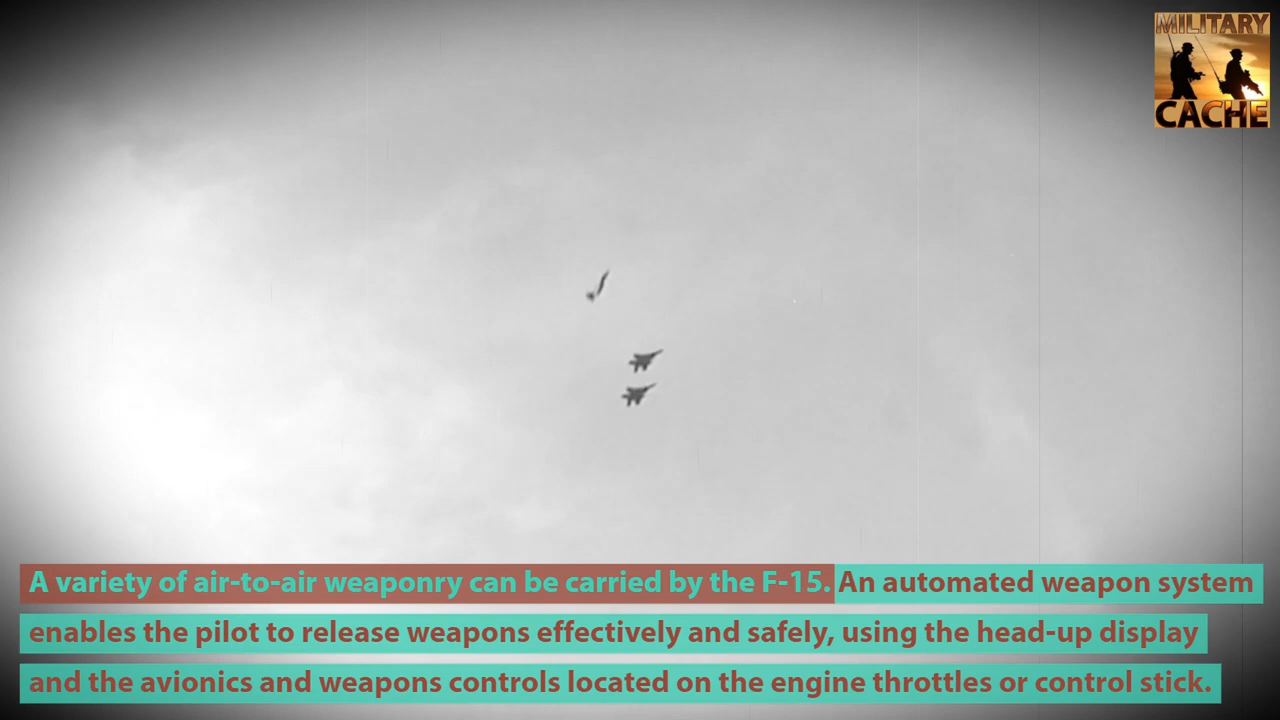 MILITARY
CACHE
A variety of air-to-air weaponry can be carried by the F-15. An automated weapon system
enables the pilot to release weapons effectively and safely, using the head-up display
and the avionics and weapons controls located on the engine throttles or control stick.